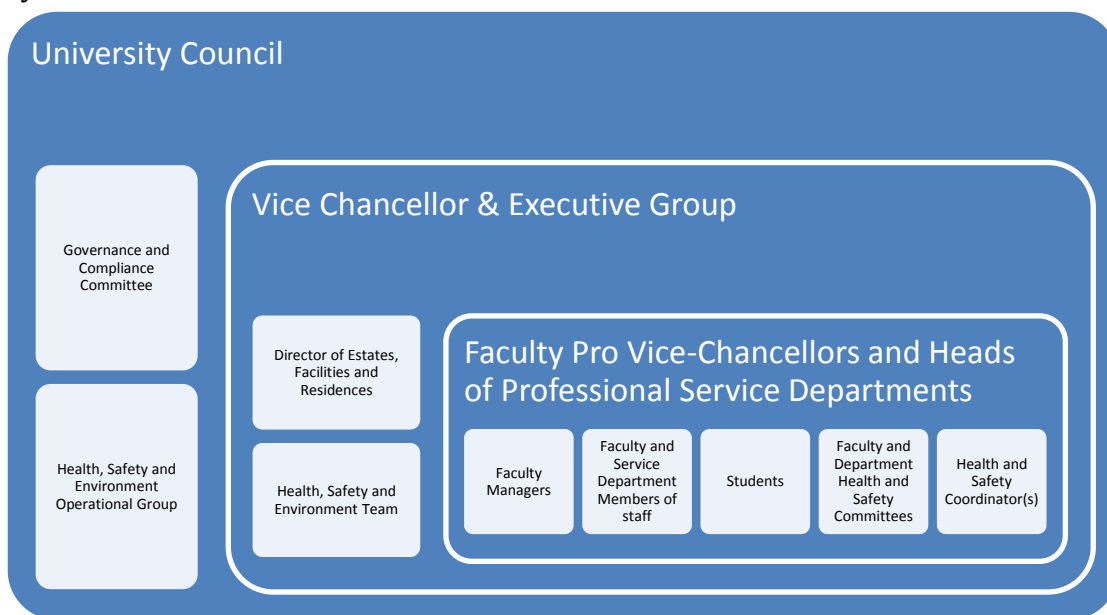 University Council
Governance and
Compliance
Committee
Health, Safety and
Environment
Operational Group
Vice Chancellor & Executive Group
Director of Estates,
Facilities and
Residences
Health, Safety and
Environment Team
Faculty Pro Vice-Chancellors and Heads
of Professional Service Departments
Faculty
Managers
Faculty and
Service
Department
Members of
staff
Students
Faculty and
Department
Health and
Safety
Committees
Health and
Safety
Coordinator(s)